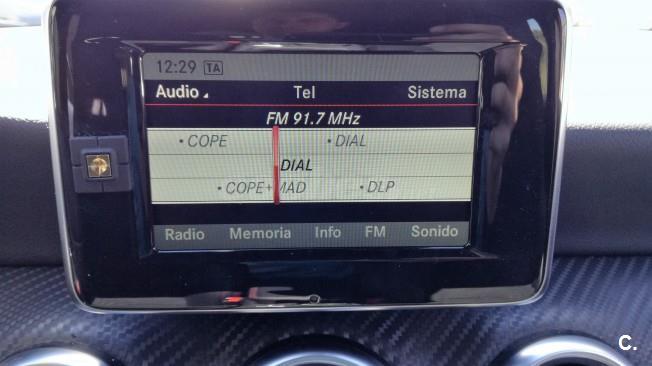 12:29 TA
Audio Tel Sistema
FM 91.7 MHz
• COPE • DIAL
DIAL
• COPE+MAD • DLP
Radio Memoria Info FM Sonido
C.